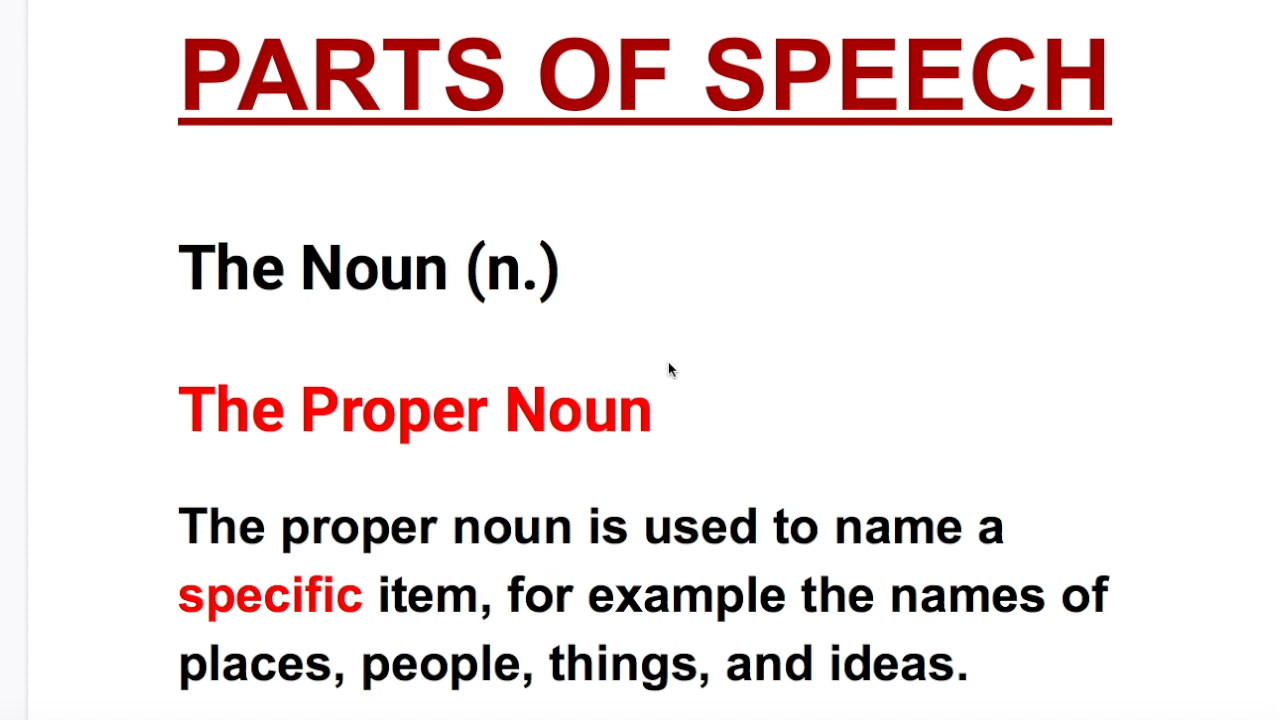 PARTS OF SPEECH
The Noun (n.)
The Proper Noun
The proper noun is used to name a
specific item, for example the names of
places, people, things, and ideas.